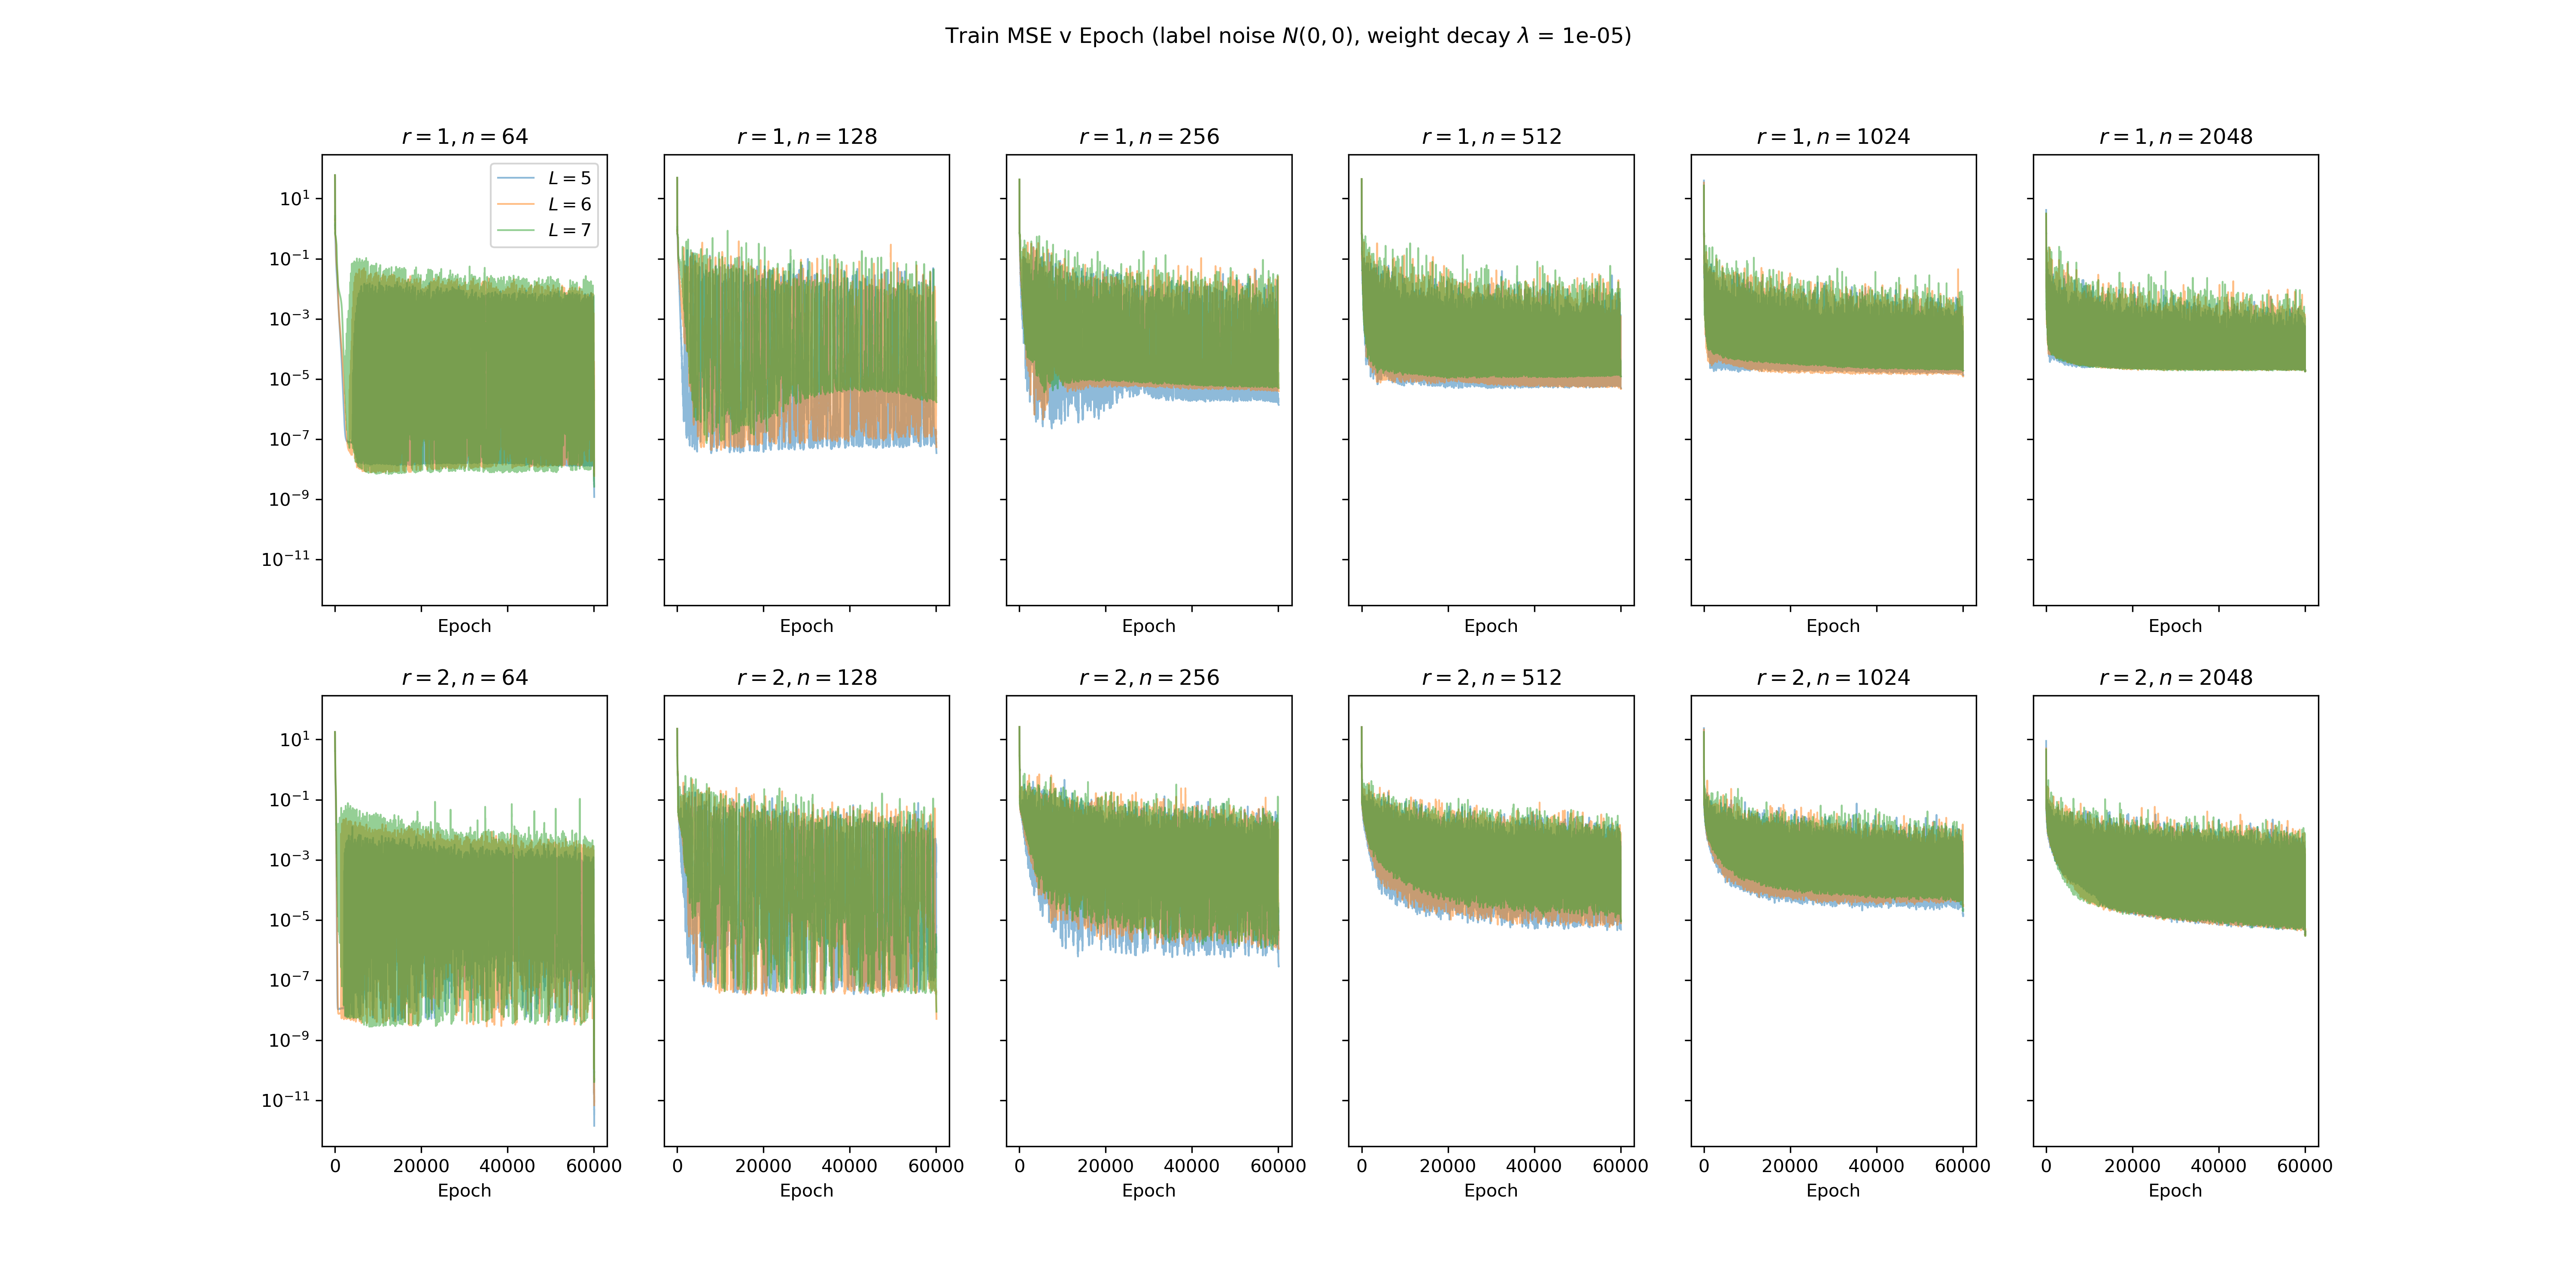 Train MSE v Epoch (label noise N(0, 0), weight decay λ = 1e-05)
r = 1, n = 64
r = 1, n = 128
r = 1, n = 256
r = 1, n = 512
r = 1, n = 1024
r = 1, n = 2048
L = 5
L = 6
L = 7
10¹
10⁻¹
10⁻³
10⁻⁵
10⁻⁷
10⁻⁹
10⁻¹¹
Epoch
Epoch
Epoch
Epoch
Epoch
Epoch
r = 2, n = 64
r = 2, n = 128
r = 2, n = 256
r = 2, n = 512
r = 2, n = 1024
r = 2, n = 2048
10¹
10⁻¹
10⁻³
10⁻⁵
10⁻⁷
10⁻⁹
10⁻¹¹
0 20000 40000 60000
0 20000 40000 60000
0 20000 40000 60000
0 20000 40000 60000
0 20000 40000 60000
0 20000 40000 60000
Epoch
Epoch
Epoch
Epoch
Epoch
Epoch